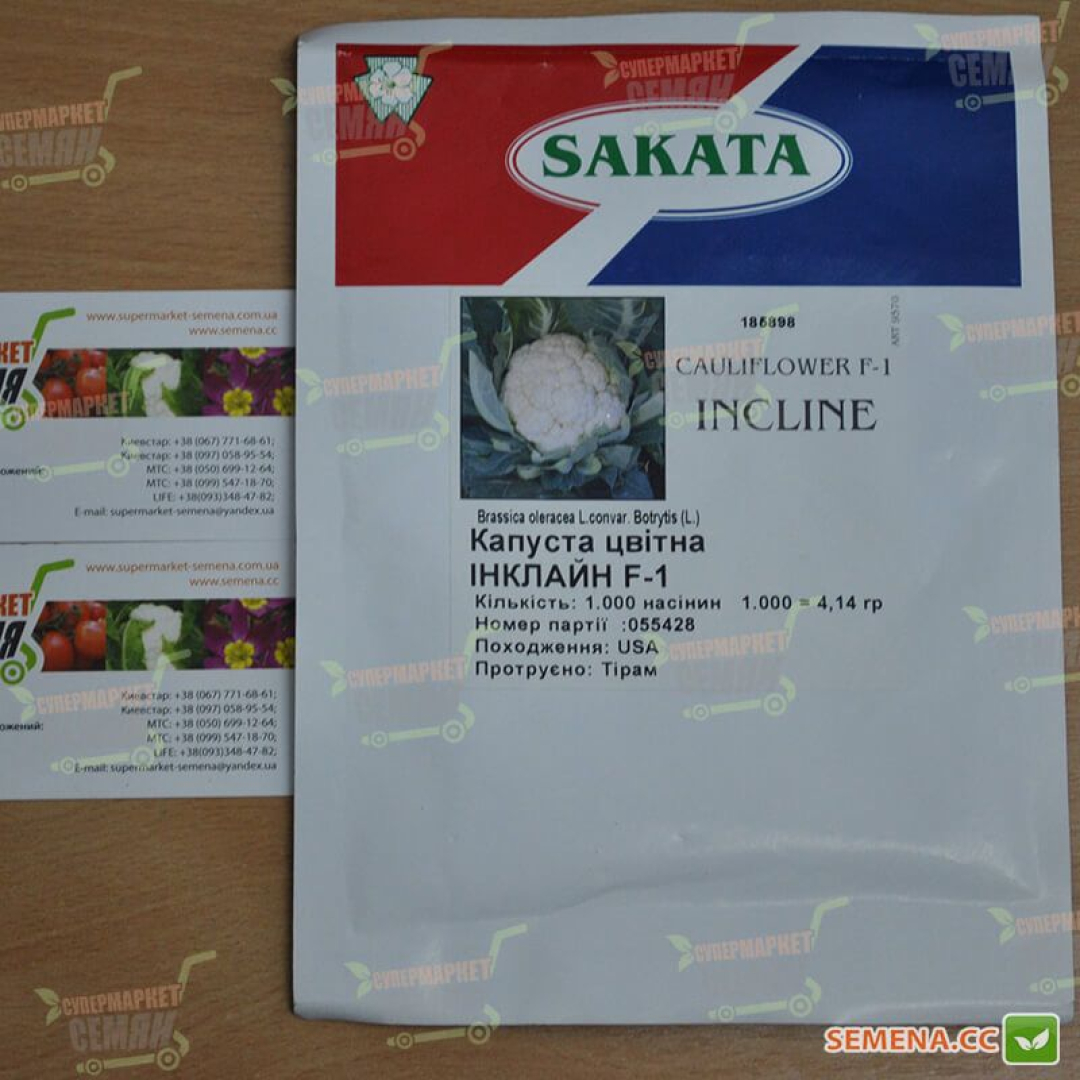 SAKATA
185898
ART 9570
CAULIFLOWER F-1
INCLINE
Brassica oleracea L.convar. Botrytis (L.)
Капуста цвітна
ІНКЛАЙН F-1
Кількість: 1.000 насінин 1.000 = 4,14 гр
Номер партії :055428
Походження: USA
Протруєно: Тірам
www.supermarket-semena.com.ua
www.semena.cc
Киевстар: +38 (067) 771-68-61;
Киевстар: +38 (097) 058-95-54;
МТС: +38 (050) 699-12-64;
МТС: +38 (099) 547-18-70;
LIFE: +38(093)348-47-82;
E-mail: supermarket-semena@yandex.ua
www.supermarket-semena.com.ua
www.semena.cc
Киевстар: +38 (067) 771-68-61;
Киевстар: +38 (097) 058-95-54;
МТС: +38 (050) 699-12-64;
МТС: +38 (099) 547-18-70;
LIFE: +38(093)348-47-82;
E-mail: supermarket-semena@yandex.ua
СУПЕРМАРКЕТ
СЕМЯН
SEMENA.CC